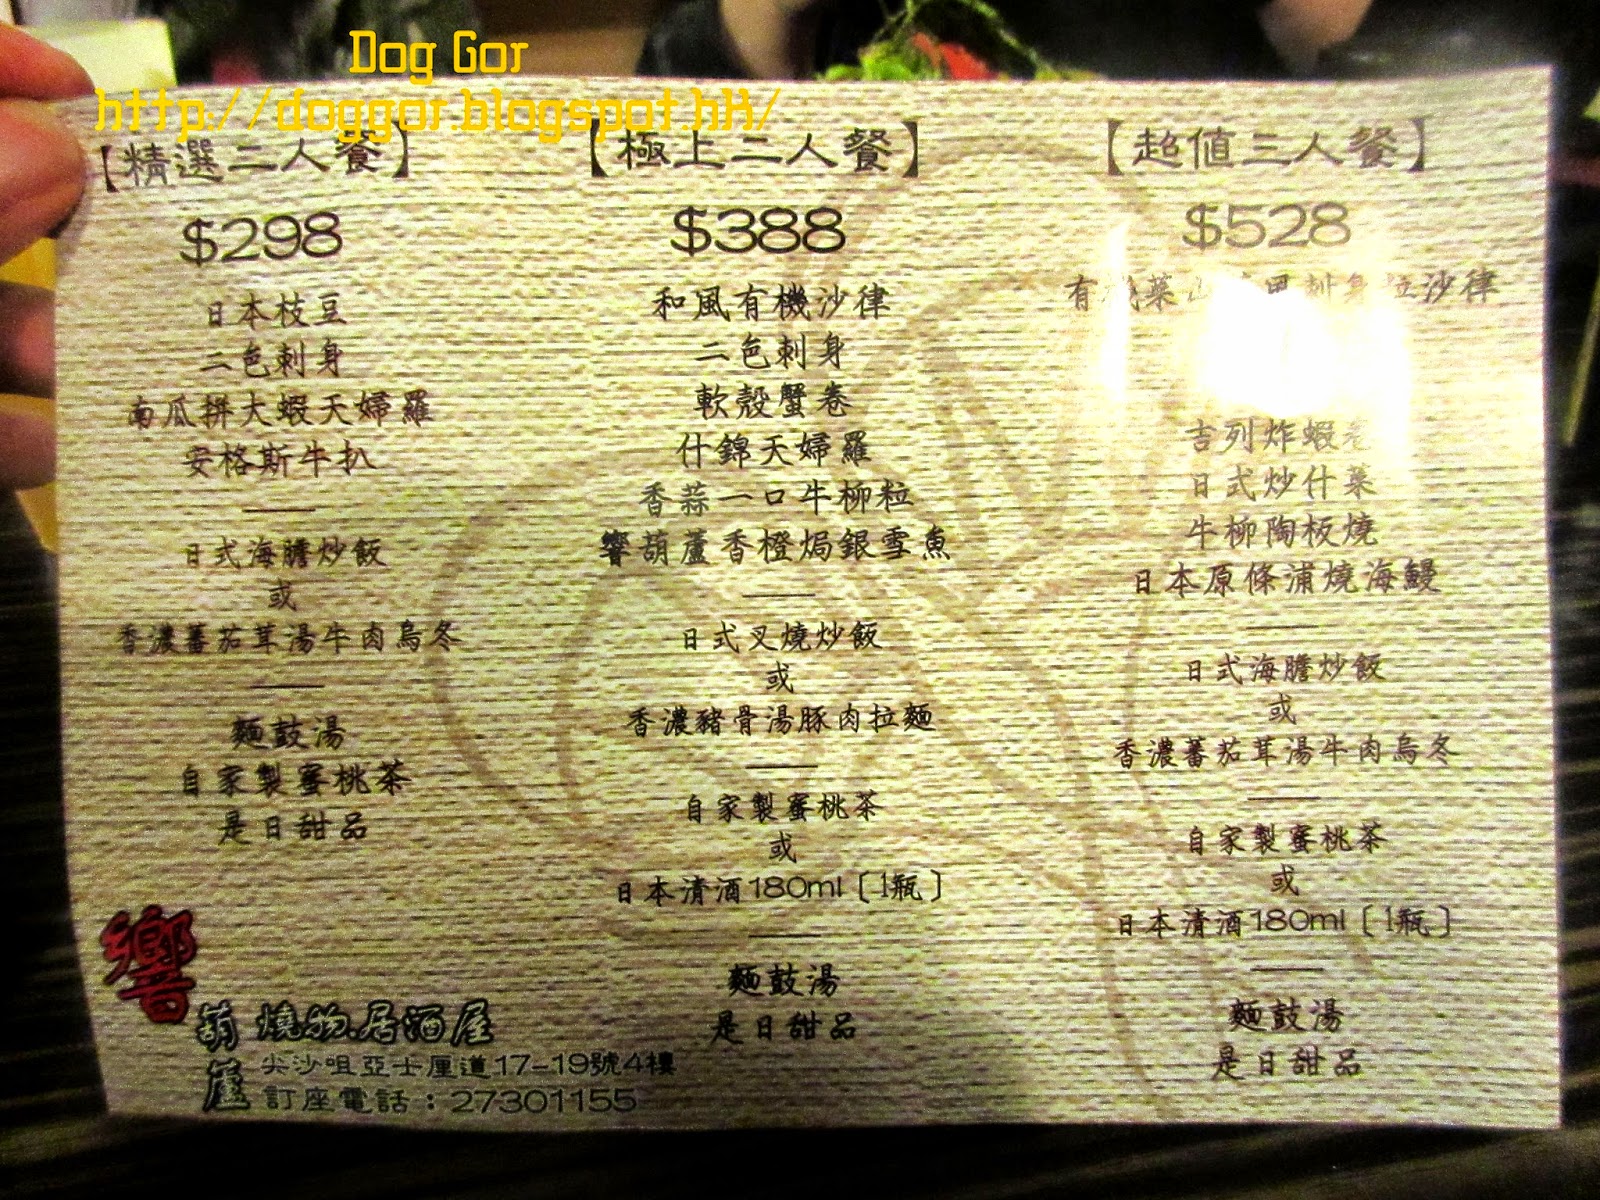 Dog Gor
http://doggor.blogspot.hk/
【精選二人餐】
$298
日本枝豆
二色刺身
南瓜拼大蝦天婦羅
安格斯牛扒
日式海膽炒飯
或
香濃蕃茄茸湯牛肉烏冬
麵鼓湯
自家製蜜桃茶
是日甜品
【極上二人餐】
$388
和風有機沙律
二色刺身
軟殼蟹卷
什錦天婦羅
香蒜一口牛柳粒
響葫蘆香橙焗銀雪魚
日式叉燒炒飯
或
香濃豬骨湯豚肉拉麵
自家製蜜桃茶
或
日本清酒180ml〔1瓶〕
麵鼓湯
是日甜品
【超值三人餐】
$528
刺身粒沙律
吉列炸蝦
日式炒什菜
牛柳陶板燒
日本原條浦燒海鰻
日式海膽炒飯
或
香濃蕃茄茸湯牛肉烏冬
自家製蜜桃茶
或
日本清酒180ml〔1瓶〕
麵鼓湯
是日甜品
響葫蘆 燒物居酒屋
尖沙咀亞士厘道17-19號4樓
訂座電話：27301155